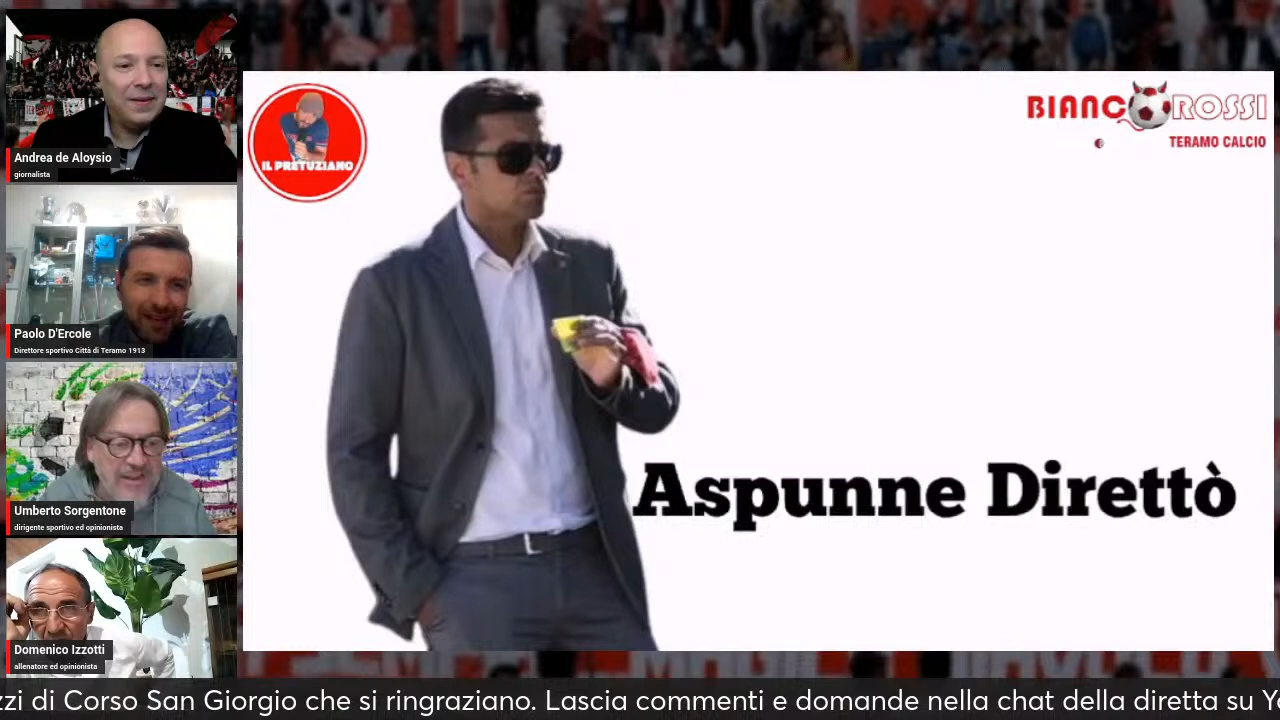 Andrea de Aloysio
giornalista
Paolo D'Ercole
Direttore sportivo Città di Teramo 1913
Umberto Sorgentone
dirigente sportivo ed opinionista
Domenico Izzotti
allenatore ed opinionista
IL PRETUZIANO
BIANCOROSSI
TERAMO CALCIO
Aspunne Direttò
zzi di Corso San Giorgio che si ringraziano. Lascia commenti e domande nella chat della diretta su Yo